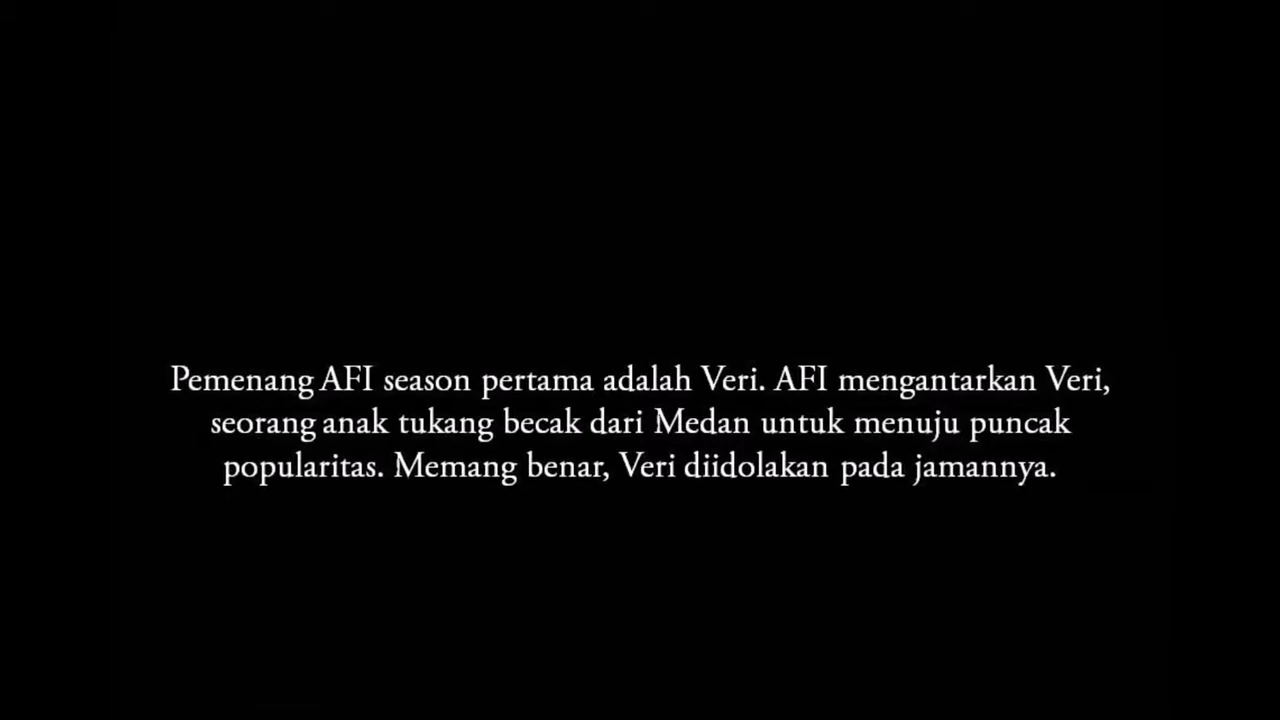 Pemenang AFI season pertama adalah Veri. AFI mengantarkan Veri,
seorang anak tukang becak dari Medan untuk menuju puncak
popularitas. Memang benar, Veri diidolakan pada jamannya.